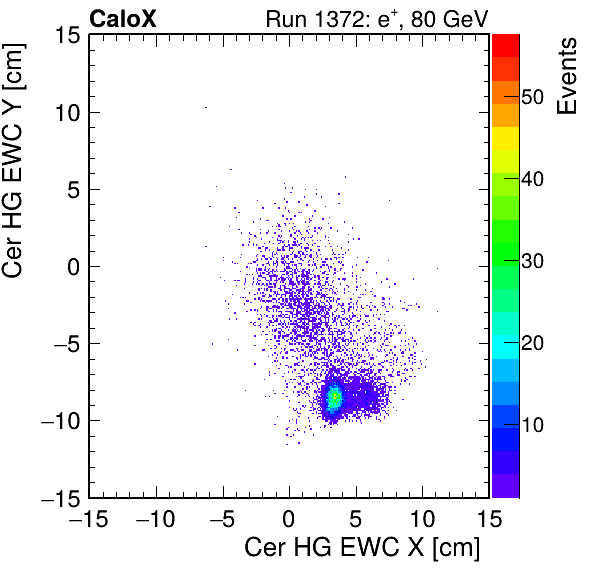 CaloX Run 1372: e⁺, 80 GeV
Cer HG EWC Y [cm]
15
10
5
0
−5
−10
−15
−15 −10 −5 0 5 10 15
Cer HG EWC X [cm]
Events
50
40
30
20
10